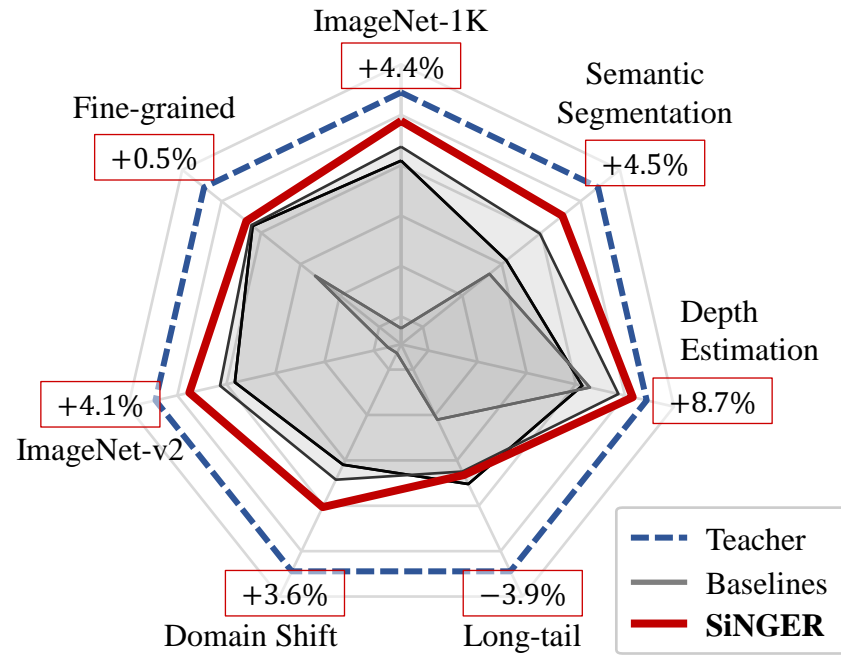 ImageNet-1K
+4.4%
Semantic
Segmentation
+4.5%
Fine-grained
+0.5%
Depth
Estimation
+8.7%
+4.1%
ImageNet-v2
+3.6%
Domain Shift
−3.9%
Long-tail
Teacher
Baselines
SiNGER